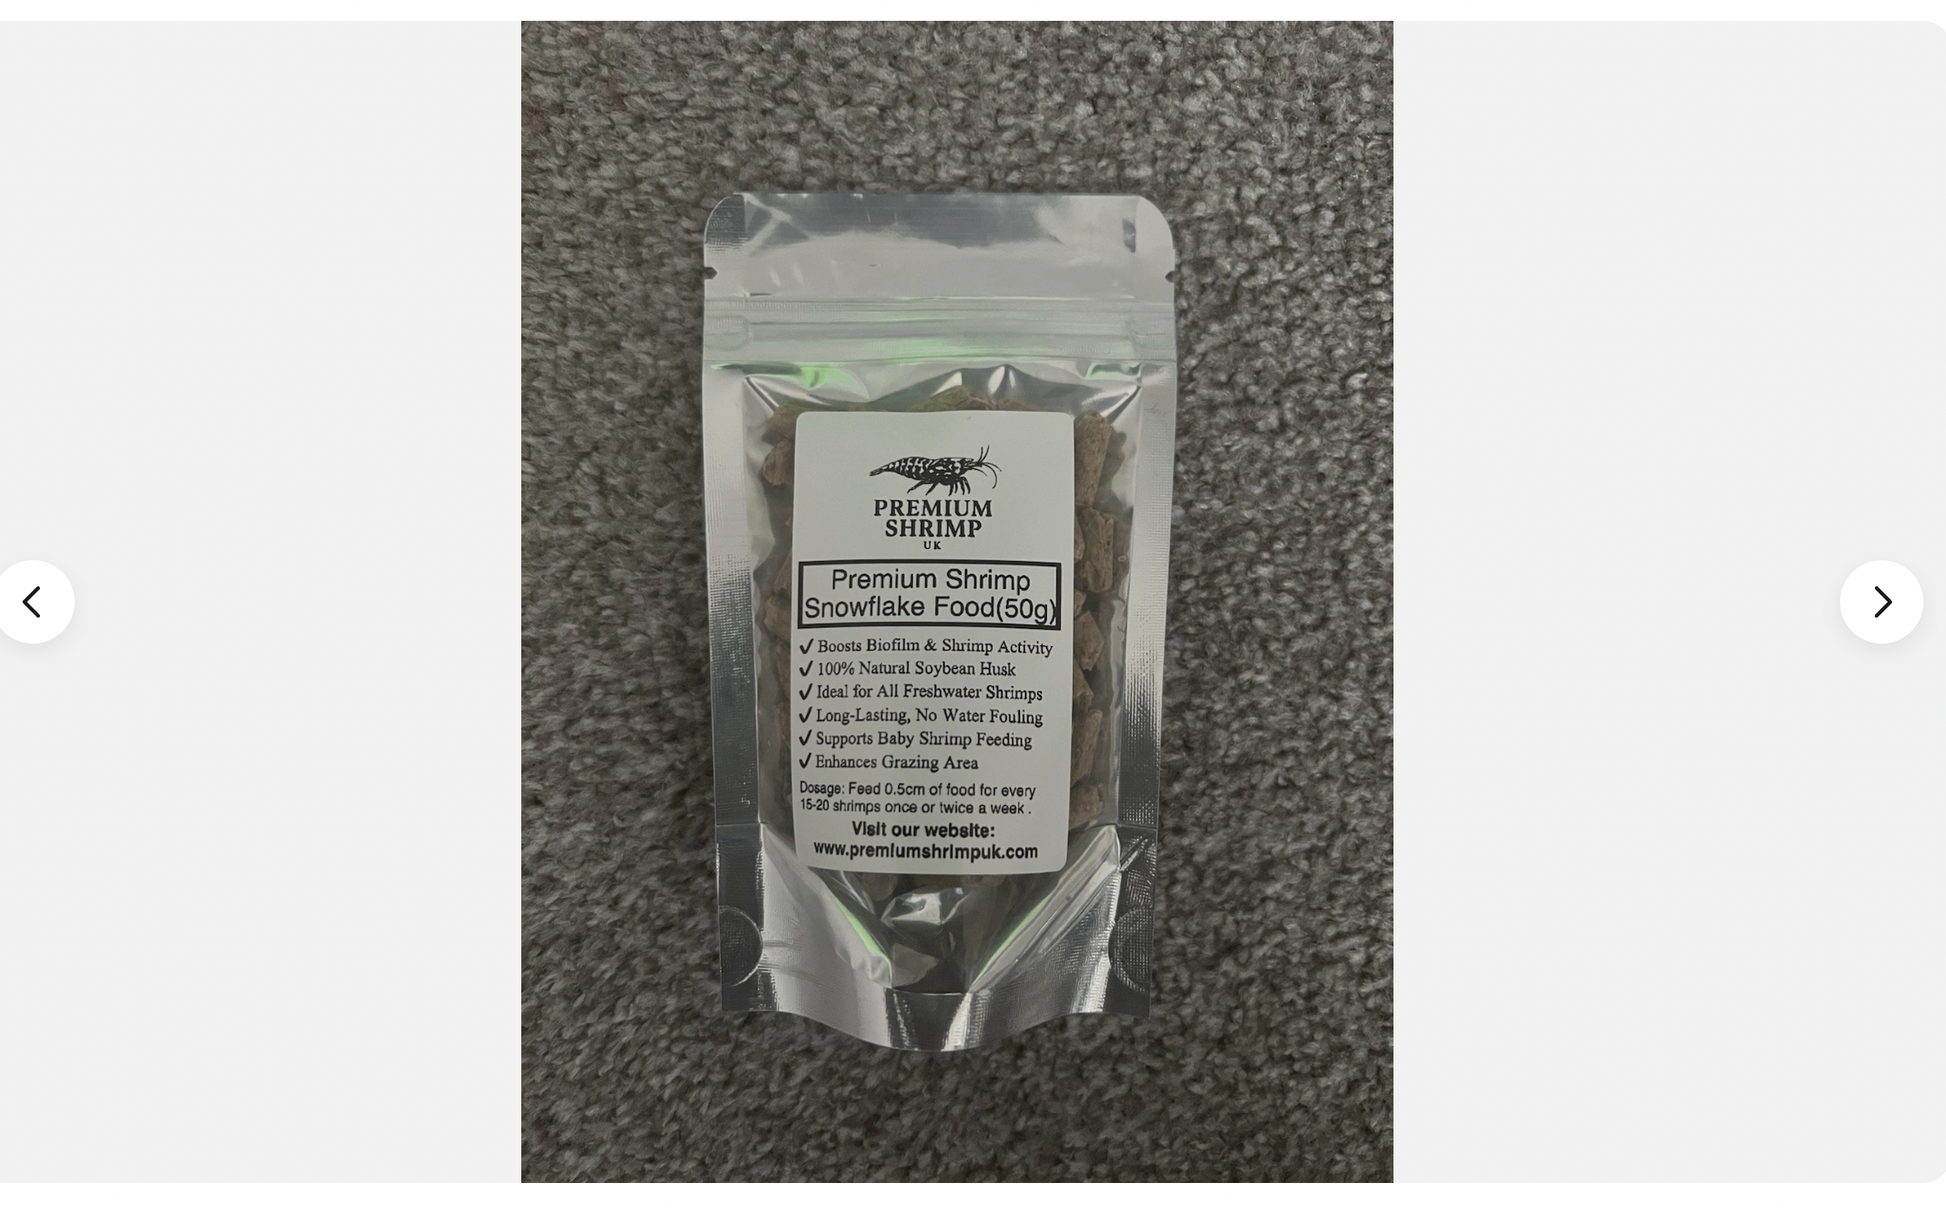 PREMIUM
SHRIMP
UK
Premium Shrimp
Snowflake Food(50g)
✓ Boosts Biofilm & Shrimp Activity
✓ 100% Natural Soybean Husk
✓ Ideal for All Freshwater Shrimps
✓ Long-Lasting, No Water Fouling
✓ Supports Baby Shrimp Feeding
✓ Enhances Grazing Area
Dosage: Feed 0.5cm of food for every
15-20 shrimps once or twice a week .
Visit our website:
www.premiumshrimpuk.com